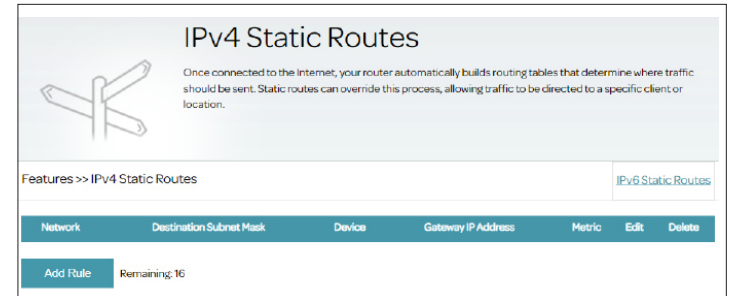 IPv4 Static Routes
Once connected to the Internet, your router automatically builds routing tables that determine where traffic
should be sent. Static routes can override this process, allowing traffic to be directed to a specific client or
location.
Features >> IPv4 Static Routes
IPv6 Static Routes
Network Destination Subnet Mask Device Gateway IP Address Metric Edit Delete
Add Rule Remaining: 16